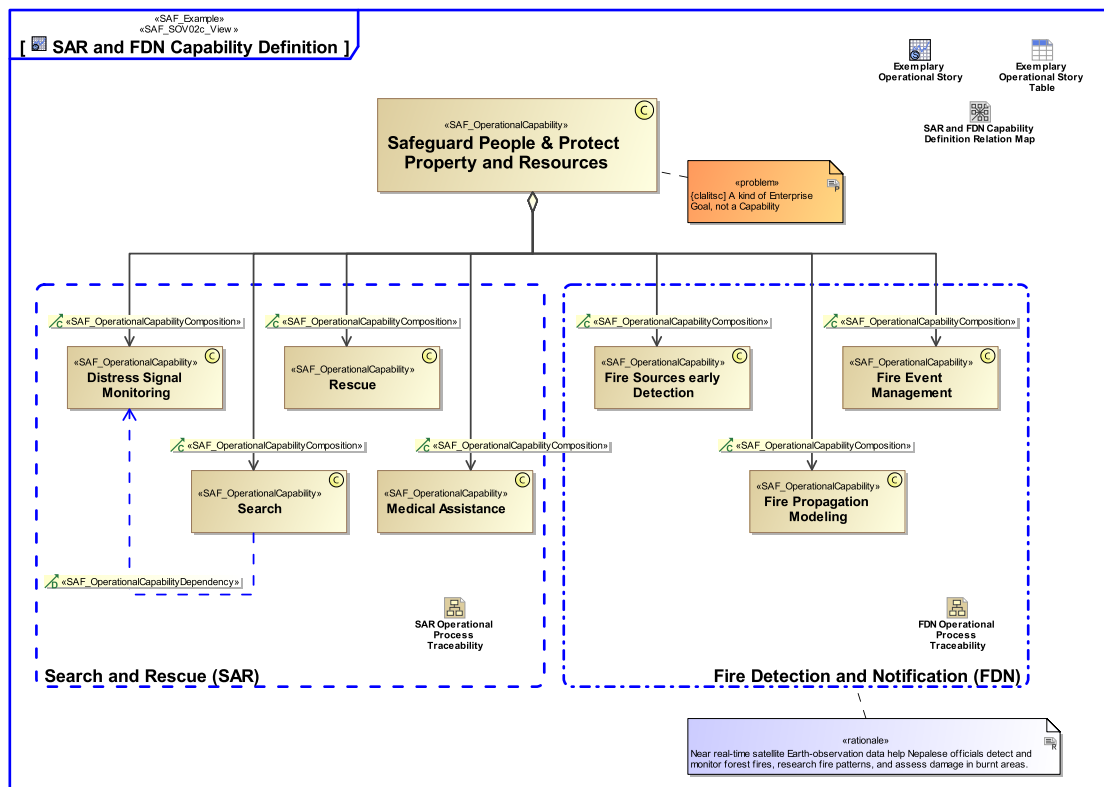 «SAF_Example»
«SAF_SOV02c_View »
[ SAR and FDN Capability Definition ]
Exemplary
Operational Story
Exemplary
Operational Story
Table
SAR and FDN Capability
Definition Relation Map
«SAF_OperationalCapability»
Safeguard People & Protect
Property and Resources
«problem»
{clalitsc] A kind of Enterprise
Goal, not a Capability
«SAF_OperationalCapabilityComposition»
«SAF_OperationalCapabilityComposition»
«SAF_OperationalCapabilityComposition»
«SAF_OperationalCapabilityComposition»
«SAF_OperationalCapability»
Distress Signal
Monitoring
«SAF_OperationalCapability»
Rescue
«SAF_OperationalCapability»
Fire Sources early
Detection
«SAF_OperationalCapability»
Fire Event
Management
«SAF_OperationalCapabilityComposition»
«SAF_OperationalCapabilityComposition»
«SAF_OperationalCapabilityComposition»
«SAF_OperationalCapability»
Search
«SAF_OperationalCapability»
Medical Assistance
«SAF_OperationalCapability»
Fire Propagation
Modeling
«SAF_OperationalCapabilityDependency»
SAR Operational
Process
Traceability
FDN Operational
Process
Traceability
Search and Rescue (SAR)
Fire Detection and Notification (FDN)
«rationale»
Near real-time satellite Earth-observation data help Nepalese officials detect and
monitor forest fires, research fire patterns, and assess damage in burnt areas.